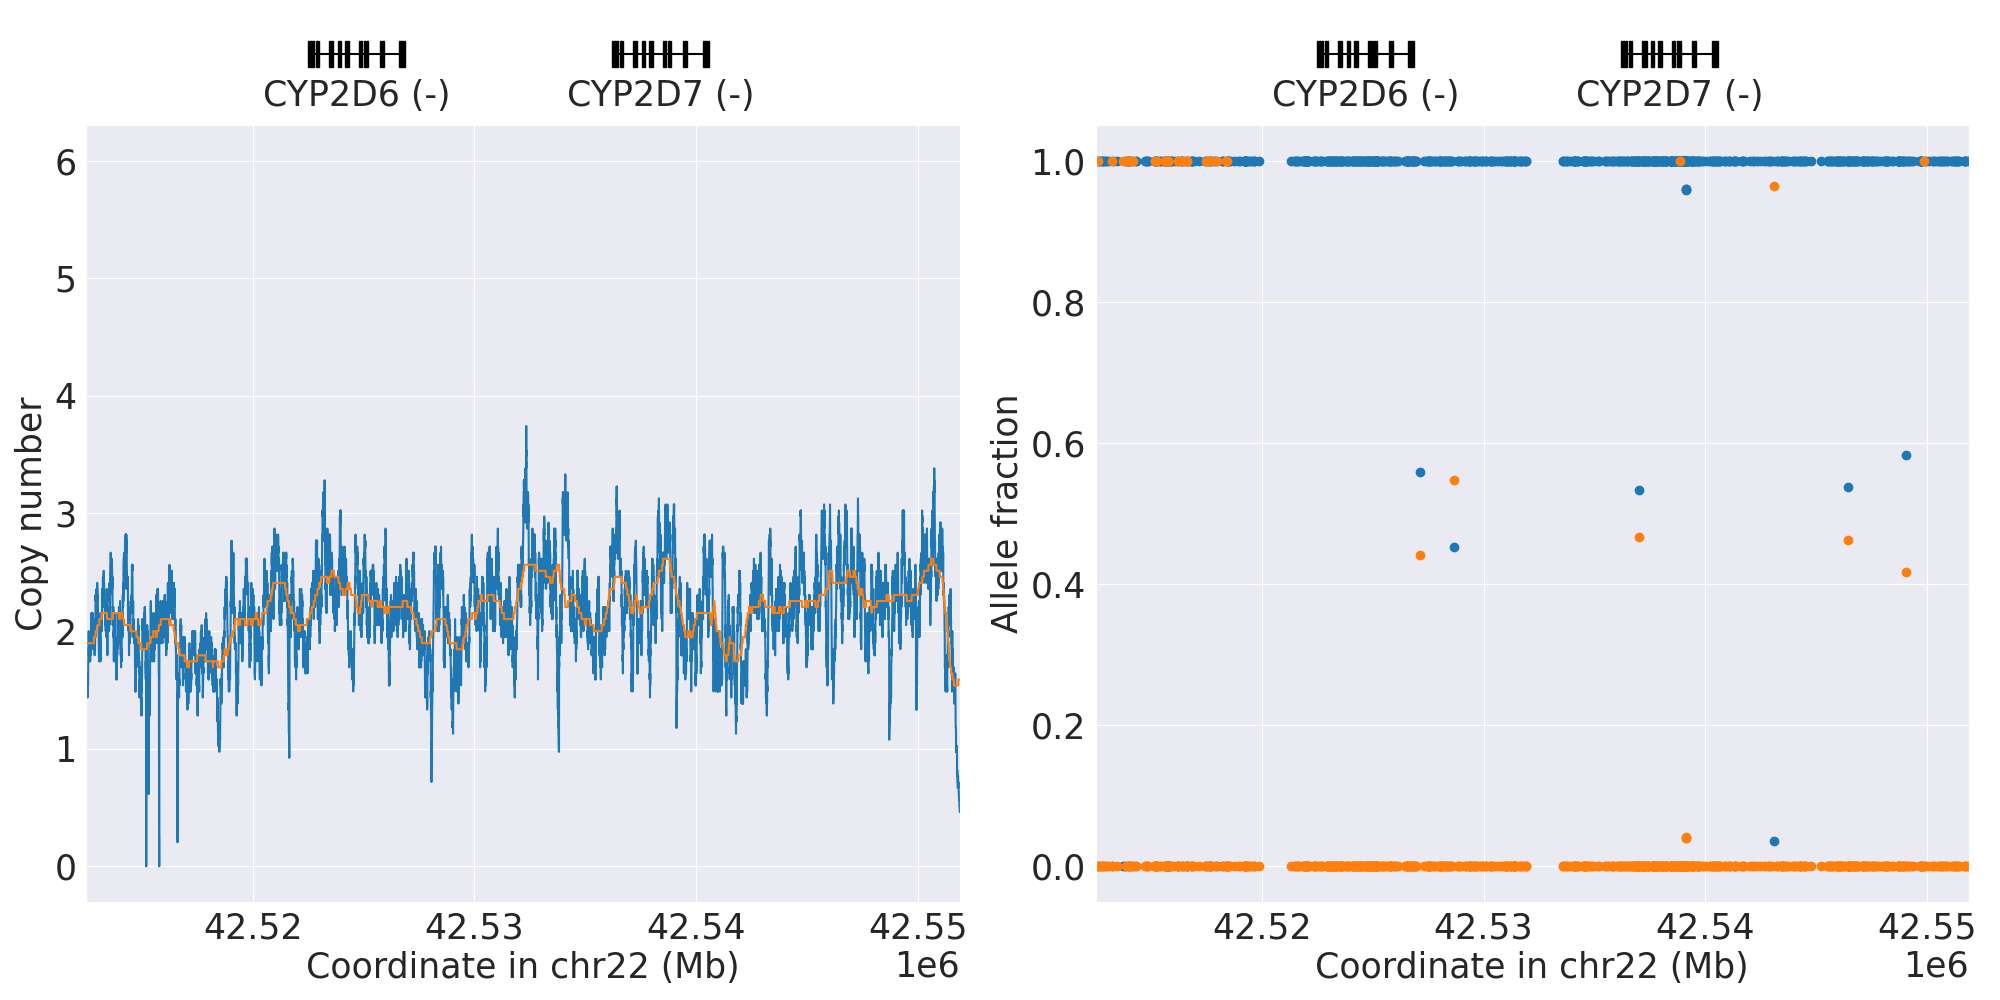 CYP2D6 (-)
CYP2D7 (-)
6
5
4
3
2
1
0
Copy number
42.52
42.53
42.54
42.55
1e6
Coordinate in chr22 (Mb)
CYP2D6 (-)
CYP2D7 (-)
1.0
0.8
0.6
0.4
0.2
0.0
Allele fraction
42.52
42.53
42.54
42.55
1e6
Coordinate in chr22 (Mb)